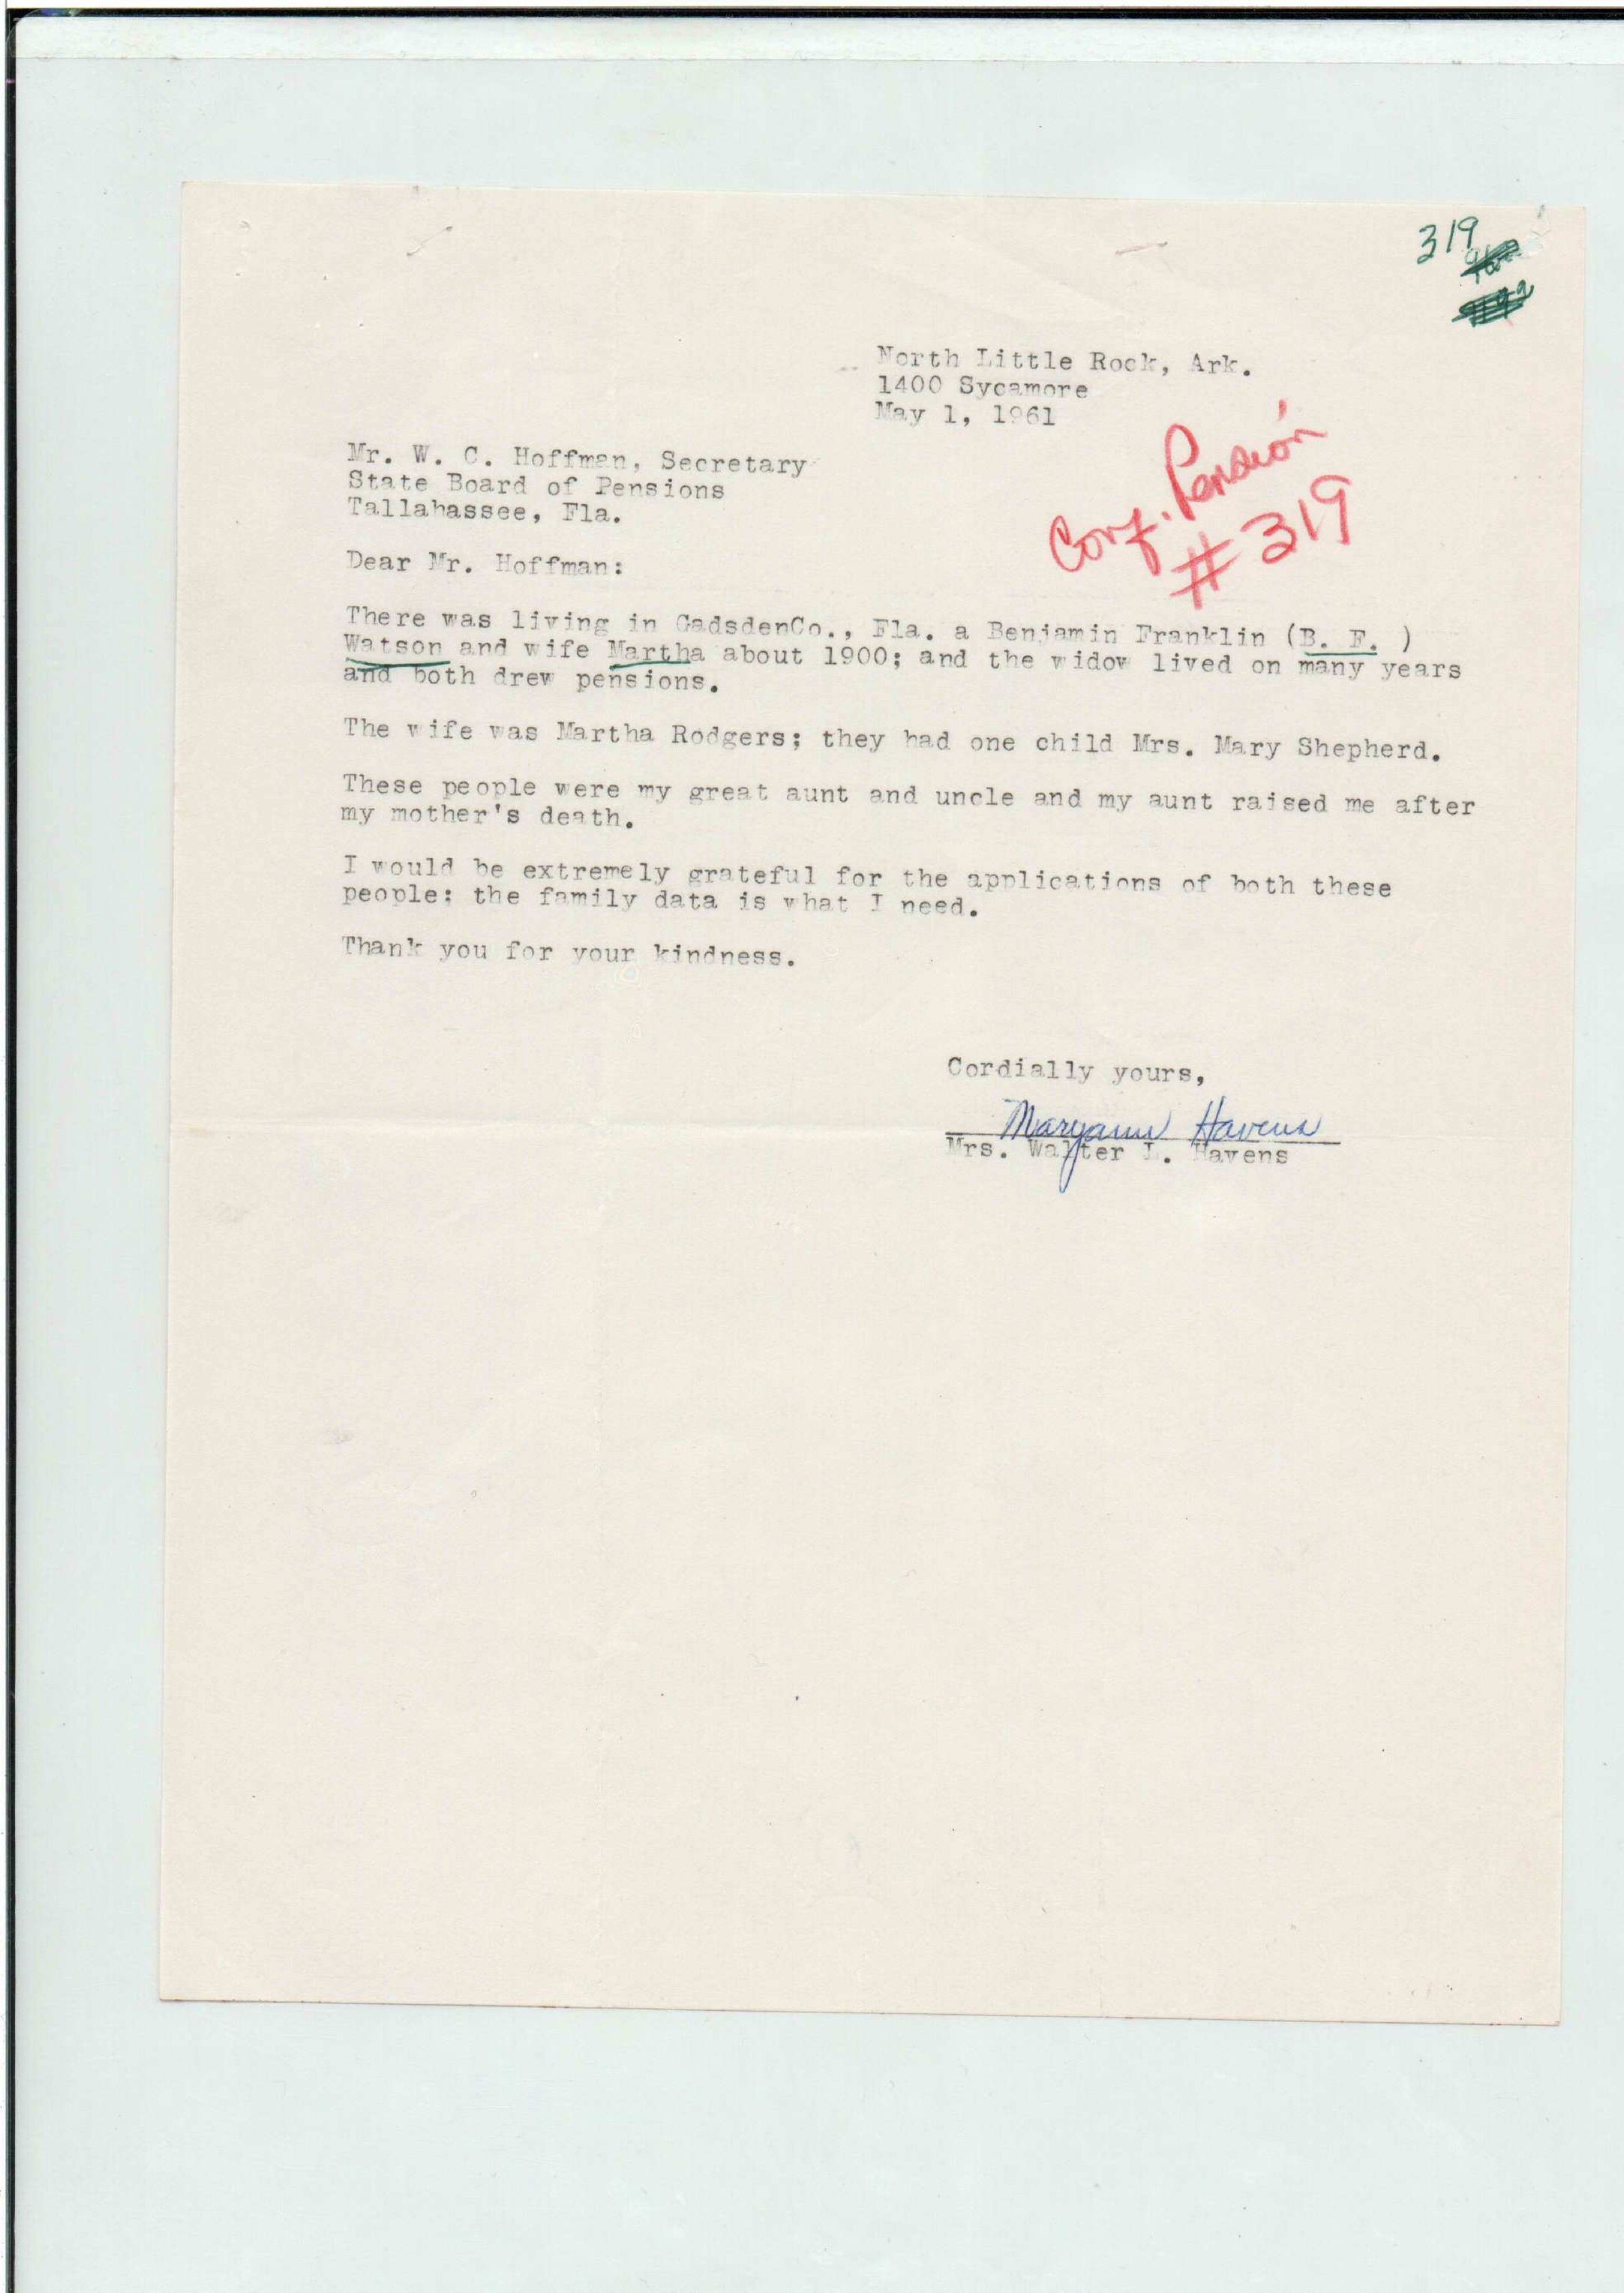 319
North Little Rock, Ark.
1400 Sycamore
May 1, 1961
Conf. Pension
# 319
Mr. W. C. Hoffman, Secretary
State Board of Pensions
Tallahassee, Fla.
Dear Mr. Hoffman:
There was living in GadsdenCo., Fla. a Benjamin Franklin (B. F. )
Watson and wife Martha about 1900; and the widow lived on many years
and both drew pensions.
The wife was Martha Rodgers; they had one child Mrs. Mary Shepherd.
These people were my great aunt and uncle and my aunt raised me after
my mother's death.
I would be extremely grateful for the applications of both these
people; the family data is what I need.
Thank you for your kindness.
Cordially yours,
Maryann Havens
Mrs. Walter L. Havens